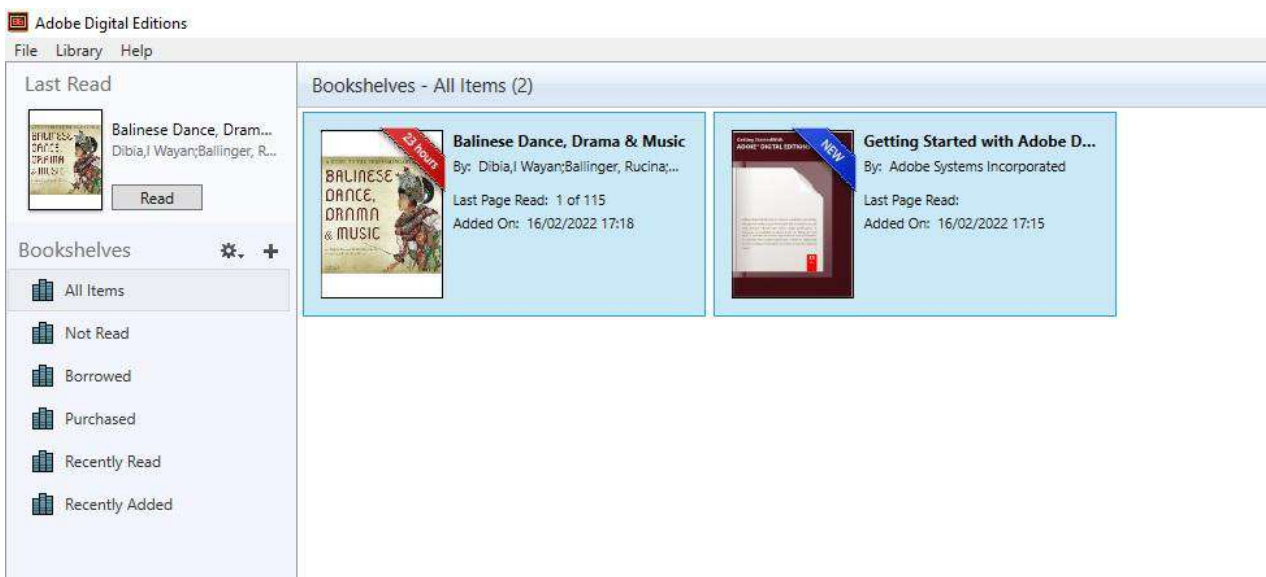 Adobe Digital Editions
File Library Help
Last Read
Balinese Dance, Dram...
Dibia,I Wayan;Ballinger, R...
Read
Bookshelves
All Items
Not Read
Borrowed
Purchased
Recently Read
Recently Added
Bookshelves - All Items (2)
23 hours
BALINESE
DANCE,
DRAMA
& MUSIC
Balinese Dance, Drama & Music
By: Dibia,I Wayan;Ballinger, Rucina;...
Last Page Read: 1 of 115
Added On: 16/02/2022 17:18
NEW
Getting Started with Adobe D...
By: Adobe Systems Incorporated
Last Page Read:
Added On: 16/02/2022 17:15